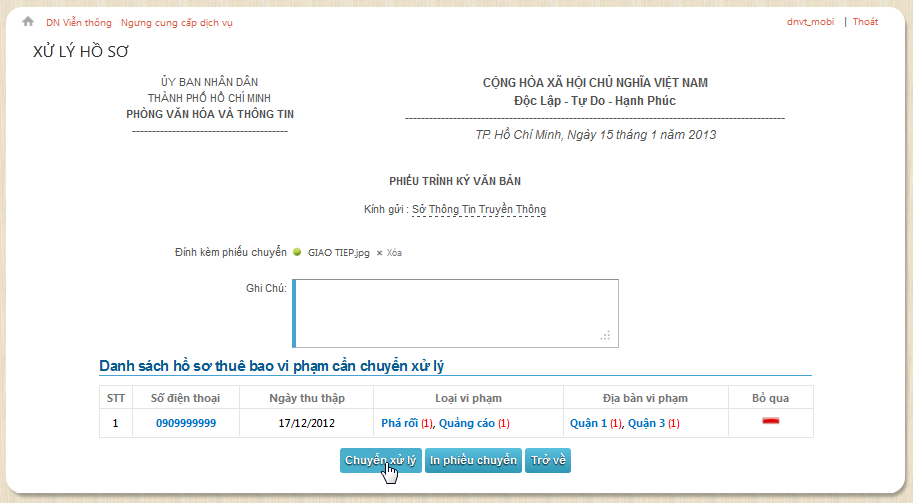 DN Viễn thông Ngưng cung cấp dịch vụ dnvt_mobi | Thoát
XỬ LÝ HỒ SƠ
ỦY BAN NHÂN DÂN
THÀNH PHỐ HỒ CHÍ MINH
PHÒNG VĂN HÓA VÀ THÔNG TIN
CỘNG HÒA XÃ HỘI CHỦ NGHĨA VIỆT NAM
Độc Lập - Tự Do - Hạnh Phúc
TP. Hồ Chí Minh, Ngày 15 tháng 1 năm 2013
PHIẾU TRÌNH KÝ VĂN BẢN
Kính gửi : Sở Thông Tin Truyền Thông
Đính kèm phiếu chuyển GIAO TIEP.jpg × Xóa
Ghi Chú:
Danh sách hồ sơ thuê bao vi phạm cần chuyển xử lý
STT Số điện thoại Ngày thu thập Loại vi phạm Địa bàn vi phạm Bỏ qua
1 0909999999 17/12/2012 Phá rối (1), Quảng cáo (1) Quận 1 (1), Quận 3 (1)
Chuyển xử lý In phiếu chuyển Trở về